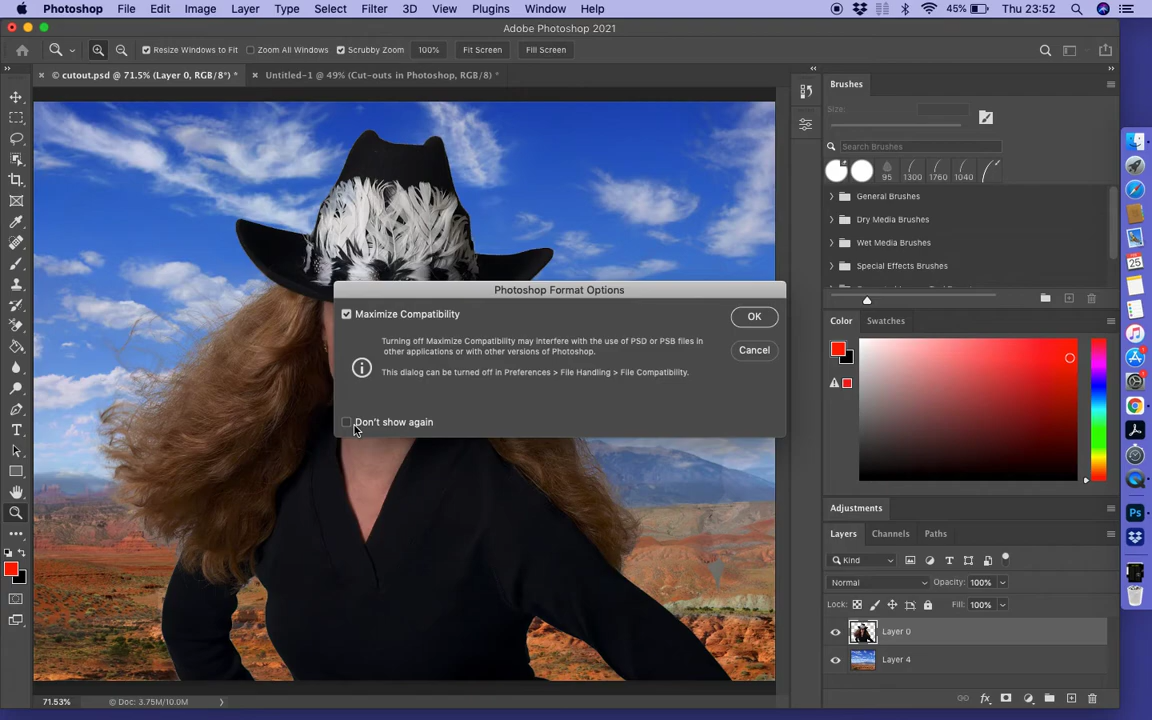 Photoshop File Edit Image Layer Type Select Filter 3D View Plugins Window Help 45% Thu 23:52
Adobe Photoshop 2021
Resize Windows to Fit Zoom All Windows Scrubby Zoom 100% Fit Screen Fill Screen
© cutout.psd @ 71.5% (Layer 0, RGB/8*) * Untitled-1 @ 49% (Cut-outs in Photoshop, RGB/8) *
Brushes
Size:
Search Brushes
95 1300 1760 1040
General Brushes
Dry Media Brushes
Wet Media Brushes
Special Effects Brushes
Photoshop Format Options
Maximize Compatibility
OK
Turning off Maximize Compatibility may interfere with the use of PSD or PSB files in
other applications or with other versions of Photoshop.
Cancel
This dialog can be turned off in Preferences > File Handling > File Compatibility.
Don't show again
Color Swatches
Adjustments
Layers Channels Paths
Kind
Normal Opacity: 100%
Lock: Fill: 100%
Layer 0
Layer 4
fx
71.53% © Doc: 3.75M/10.0M
25
Ps